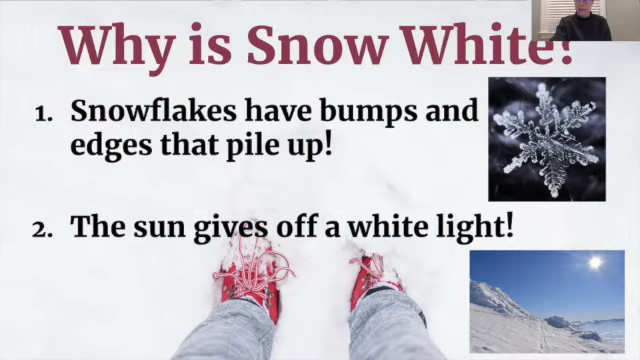 Why is Snow White?
1. Snowflakes have bumps and
edges that pile up!
2. The sun gives off a white light!